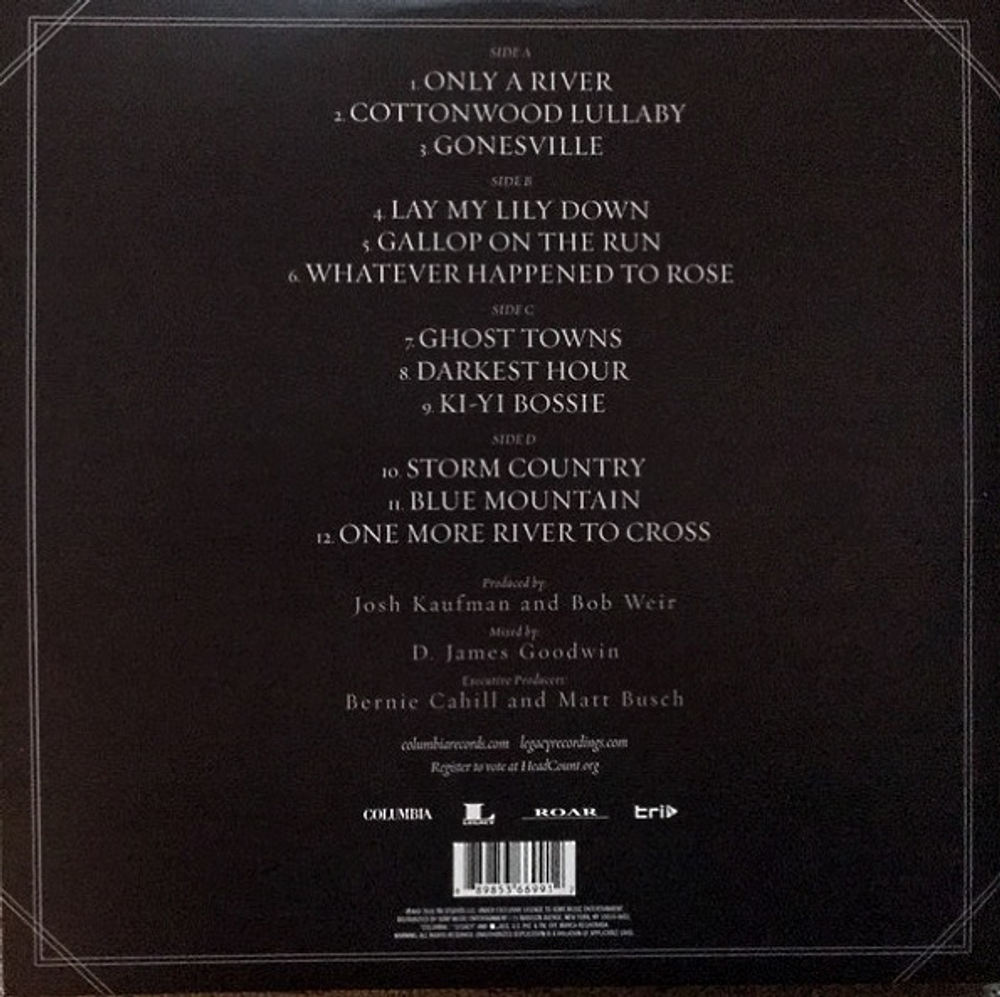 SIDE A
1. ONLY A RIVER
2. COTTONWOOD LULLABY
3. GONESVILLE
SIDE B
4. LAY MY LILY DOWN
5. GALLOP ON THE RUN
6. WHATEVER HAPPENED TO ROSE
SIDE C
7. GHOST TOWNS
8. DARKEST HOUR
9. KI-YI BOSSIE
SIDE D
10. STORM COUNTRY
11. BLUE MOUNTAIN
12. ONE MORE RIVER TO CROSS
Produced by:
Josh Kaufman and Bob Weir
Mixed by:
D. James Goodwin
Executive Producers:
Bernie Cahill and Matt Busch
columbiarecords.com legacyrecordings.com
Register to vote at HeadCount.org
COLUMBIA L LEGACY ROAR tri
89853 66993 2